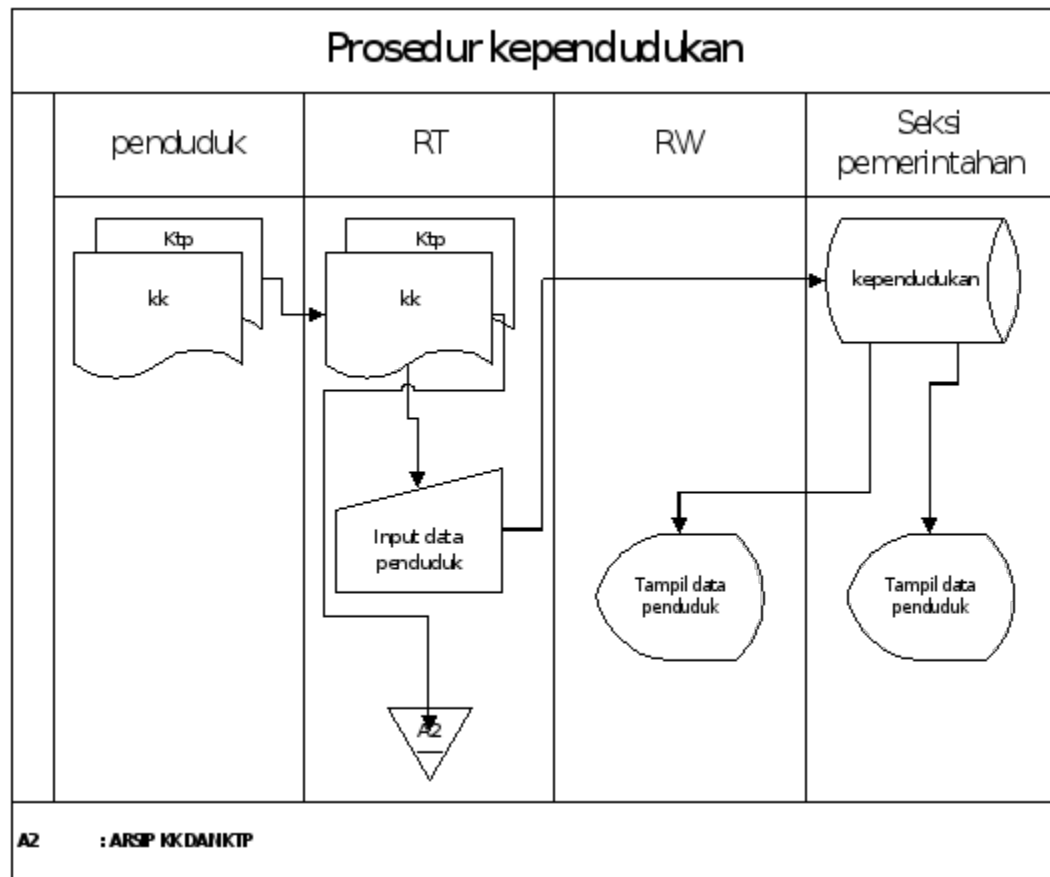 Prosedur kependudukan
penduduk
RT
RW
Seksi
pemerintahan
Ktp
kk
Ktp
kk
kependudukan
Input data
penduduk
Tampil data
penduduk
Tampil data
penduduk
A2
A2 : ARSIP KK DAN KTP